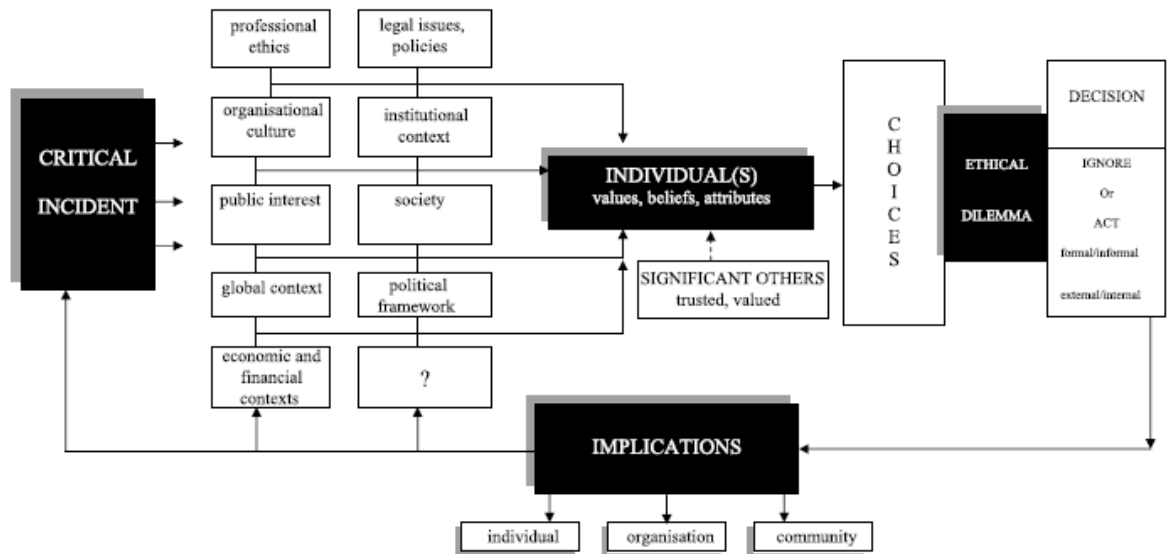 professional
ethics
legal issues,
policies
CRITICAL
INCIDENT
organisational
culture
institutional
context
public interest
society
global context
political
framework
economic and
financial
contexts
?
INDIVIDUAL(S)
values, beliefs, attributes
SIGNIFICANT OTHERS
trusted, valued
C
H
O
I
C
E
S
ETHICAL
DILEMMA
DECISION
IGNORE
Or
ACT
formal/informal
external/internal
IMPLICATIONS
individual
organisation
community